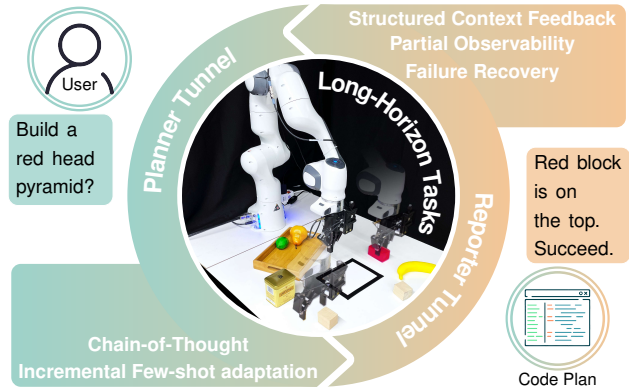 Structured Context Feedback
Partial Observability
Failure Recovery
User
Planner Tunnel
Long-Horizon Tasks
Build a
red head
pyramid?
Red block
is on
the top.
Succeed.
Reporter Tunnel
Chain-of-Thought
Incremental Few-shot adaptation
Code Plan